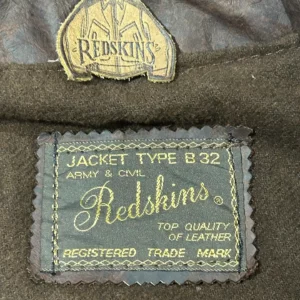 REDSKINS
JACKET TYPE B 32
ARMY & CIVIL
Redskins ®
TOP QUALITY
OF LEATHER
REGISTERED TRADE MARK